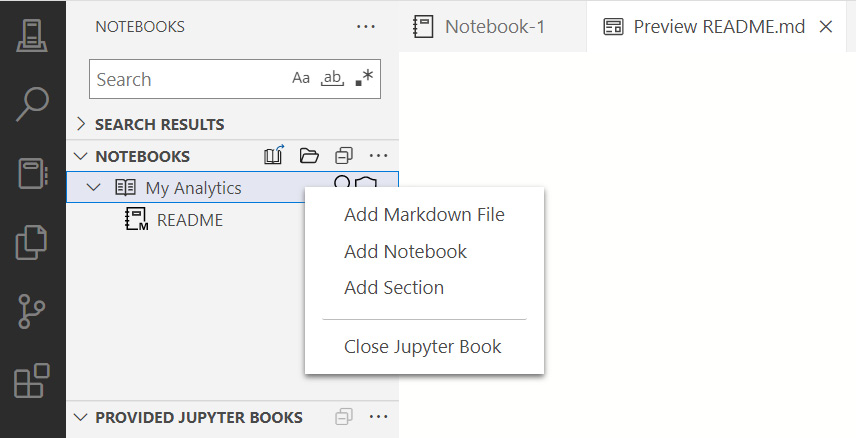 NOTEBOOKS
Notebook-1
Preview README.md
Search
Aa
ab
SEARCH RESULTS
NOTEBOOKS
My Analytics
README
M
Add Markdown File
Add Notebook
Add Section
Close Jupyter Book
PROVIDED JUPYTER BOOKS